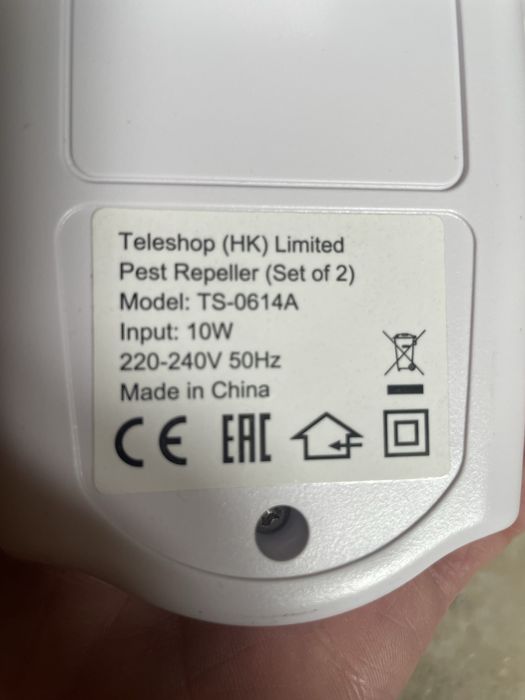 Teleshop (HK) Limited
Pest Repeller (Set of 2)
Model: TS-0614A
Input: 10W
220-240V 50Hz
Made in China
CE EAC